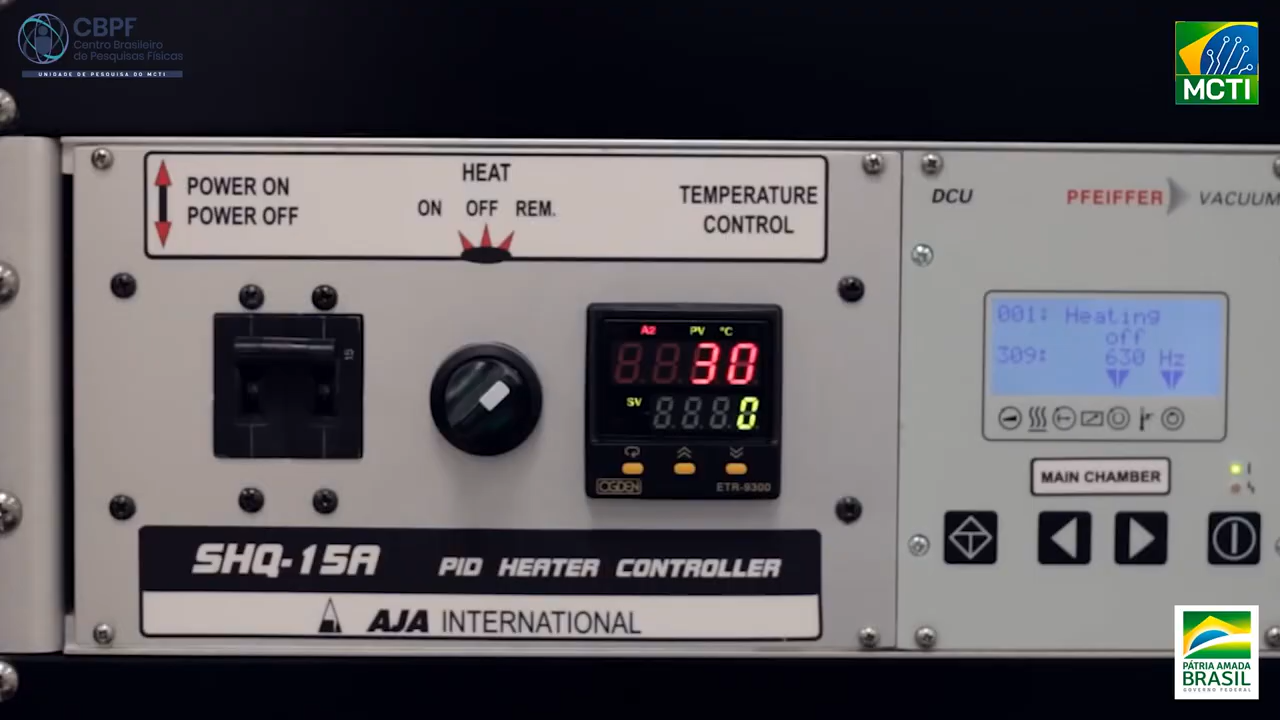 CBPF
Centro Brasileiro
de Pesquisas Físicas
UNIDADE DE PESQUISA DO MCTI
MCTI
POWER ON
POWER OFF
HEAT
ON OFF REM.
TEMPERATURE
CONTROL
15
A2 PV °C
30
SV
0
OGDEN
ETR-9300
SHQ-15A PID HEATER CONTROLLER
AJA INTERNATIONAL
DCU
PFEIFFER VACUUM
001: Heating
off
309: 630 Hz
MAIN CHAMBER
PÁTRIA AMADA
BRASIL
GOVERNO FEDERAL